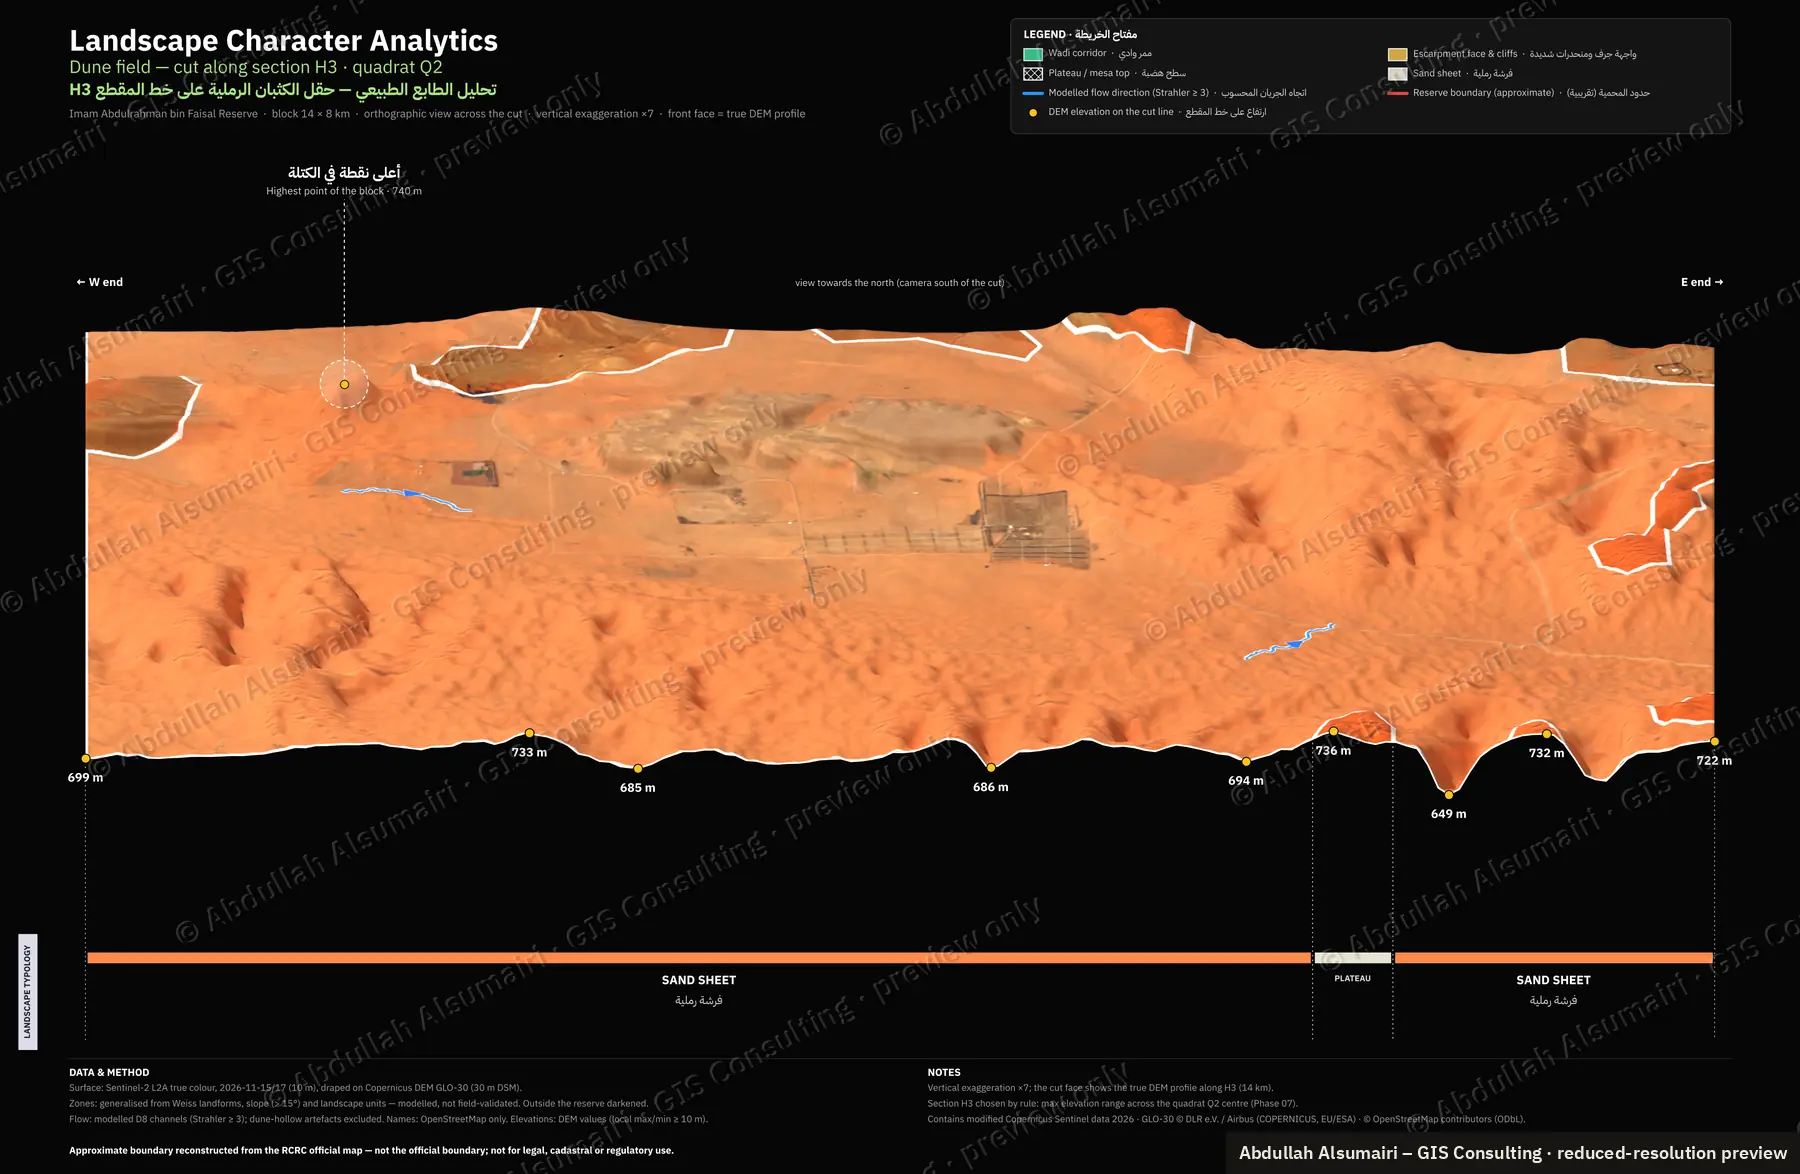 Landscape Character Analytics
Dune field — cut along section H3 · quadrat Q2
تحليل الطابع الطبيعي — حقل الكثبان الرملية على خط المقطع H3
Imam Abdulrahman bin Faisal Reserve · block 14 × 8 km · orthographic view across the cut · vertical exaggeration ×7 · front face = true DEM profile
LEGEND · مفتاح الخريطة
Wadi corridor · ممر وادي
Escarpment face & cliffs · واجهة جرف ومنحدرات شديدة
Plateau / mesa top · سطح هضبة
Sand sheet · فرشة رملية
Modelled flow direction (Strahler ≥ 3) · اتجاه الجريان المحسوب
Reserve boundary (approximate) · حدود المحمية (تقريبية)
DEM elevation on the cut line · ارتفاع على خط المقطع
أعلى نقطة في الكتلة
Highest point of the block · 740 m
← W end
view towards the north (camera south of the cut)
E end →
699 m
733 m
685 m
686 m
694 m
736 m
649 m
732 m
722 m
LANDSCAPE TYPOLOGY
SAND SHEET
فرشة رملية
PLATEAU
SAND SHEET
فرشة رملية
DATA & METHOD
Surface: Sentinel-2 L2A true colour, 2026-11-15/17 (10 m), draped on Copernicus DEM GLO-30 (30 m DSM).
Zones: generalised from Weiss landforms, slope (> 15°) and landscape units — modelled, not field-validated. Outside the reserve darkened.
Flow: modelled D8 channels (Strahler ≥ 3); dune-hollow artefacts excluded. Names: OpenStreetMap only. Elevations: DEM values (local max/min ≥ 10 m).
NOTES
Vertical exaggeration ×7; the cut face shows the true DEM profile along H3 (14 km).
Section H3 chosen by rule: max elevation range across the quadrat Q2 centre (Phase 07).
Contains modified Copernicus Sentinel data 2026 · GLO-30 © DLR e.V. / Airbus (COPERNICUS, EU/ESA) · © OpenStreetMap contributors (ODbL).
Approximate boundary reconstructed from the RCRC official map — not the official boundary; not for legal, cadastral or regulatory use.
© Abdullah Alsumairi · GIS Consulting · preview only
Abdullah Alsumairi – GIS Consulting · reduced-resolution preview